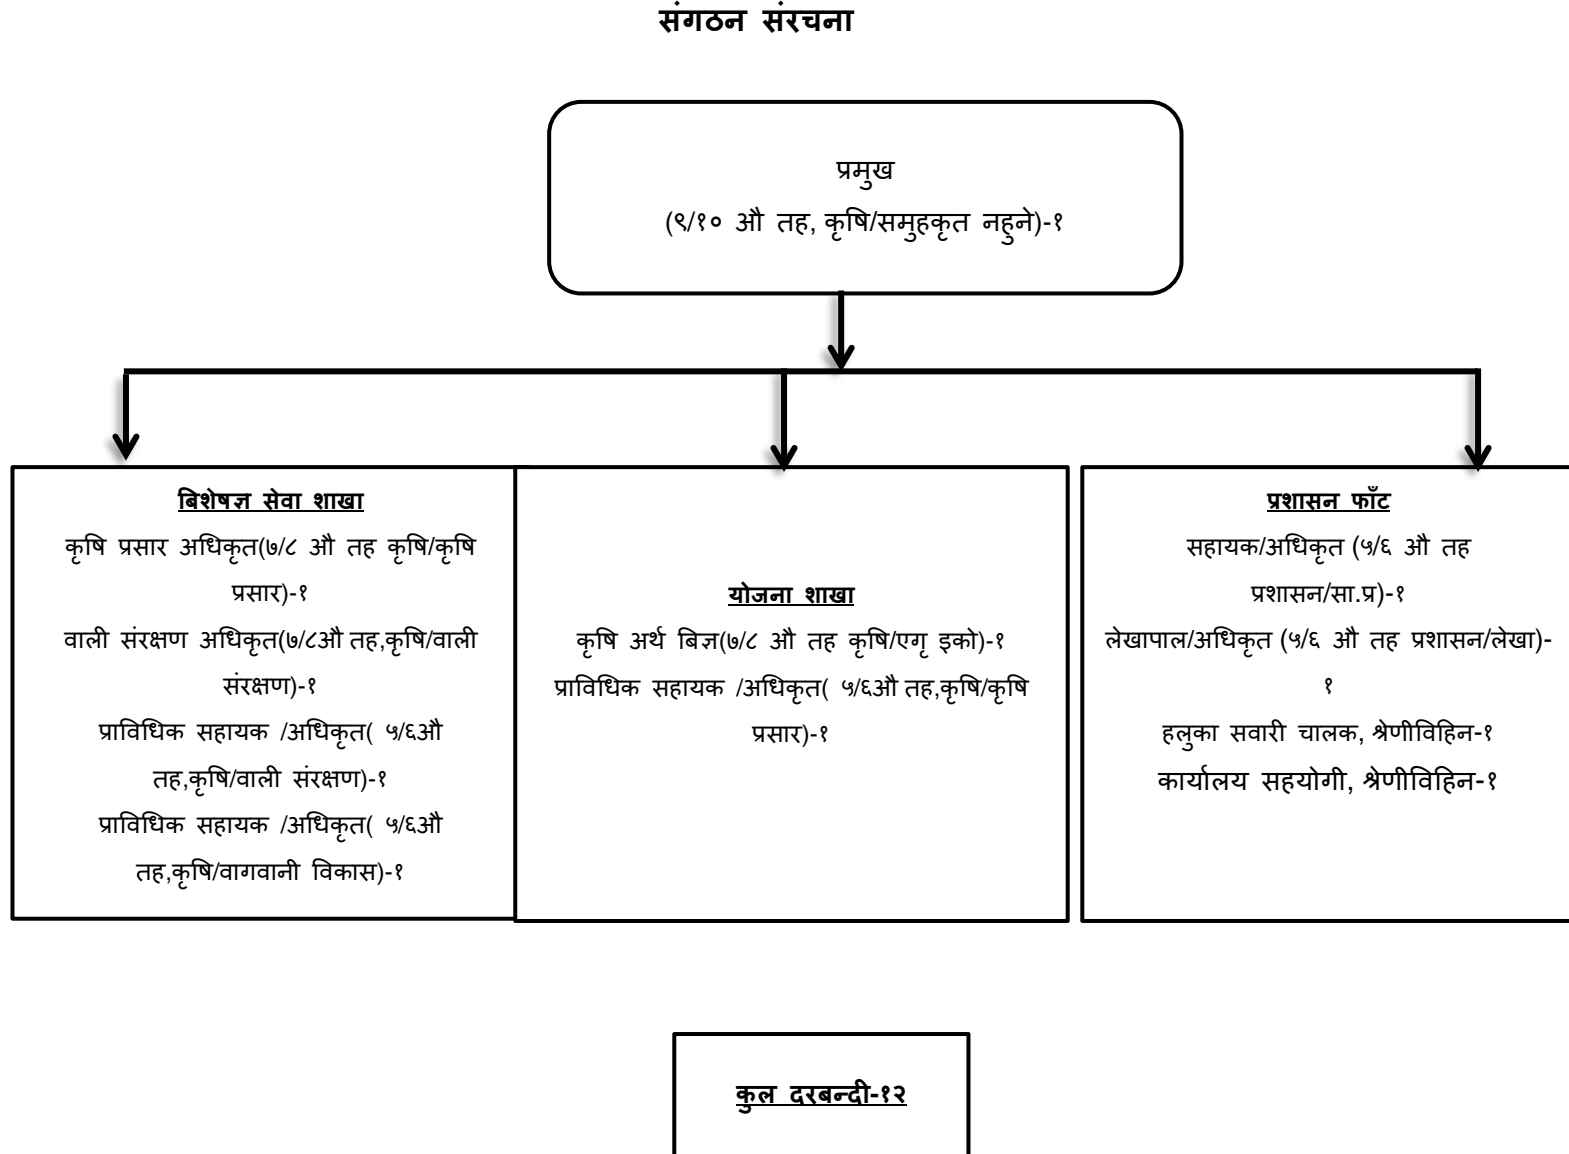 संगठन संरचना
प्रमुख
(९/१० औ तह, कृषि/समुहकृत नहुने)-१
बिशेषज्ञ सेवा शाखा
कृषि प्रसार अधिकृत(७/८ औ तह कृषि/कृषि
प्रसार)-१
वाली संरक्षण अधिकृत(७/८औ तह,कृषि/वाली
संरक्षण)-१
प्राविधिक सहायक /अधिकृत( ५/६औ
तह,कृषि/वाली संरक्षण)-१
प्राविधिक सहायक /अधिकृत( ५/६औ
तह,कृषि/वागवानी विकास)-१
योजना शाखा
कृषि अर्थ बिज्ञ(७/८ औ तह कृषि/एगृ इको)-१
प्राविधिक सहायक /अधिकृत( ५/६औ तह,कृषि/कृषि
प्रसार)-१
प्रशासन फाँट
सहायक/अधिकृत (५/६ औ तह
प्रशासन/सा.प्र)-१
लेखापाल/अधिकृत (५/६ औ तह प्रशासन/लेखा)-
१
हलुका सवारी चालक, श्रेणीविहिन-१
कार्यालय सहयोगी, श्रेणीविहिन-१
कुल दरबन्दी-१२